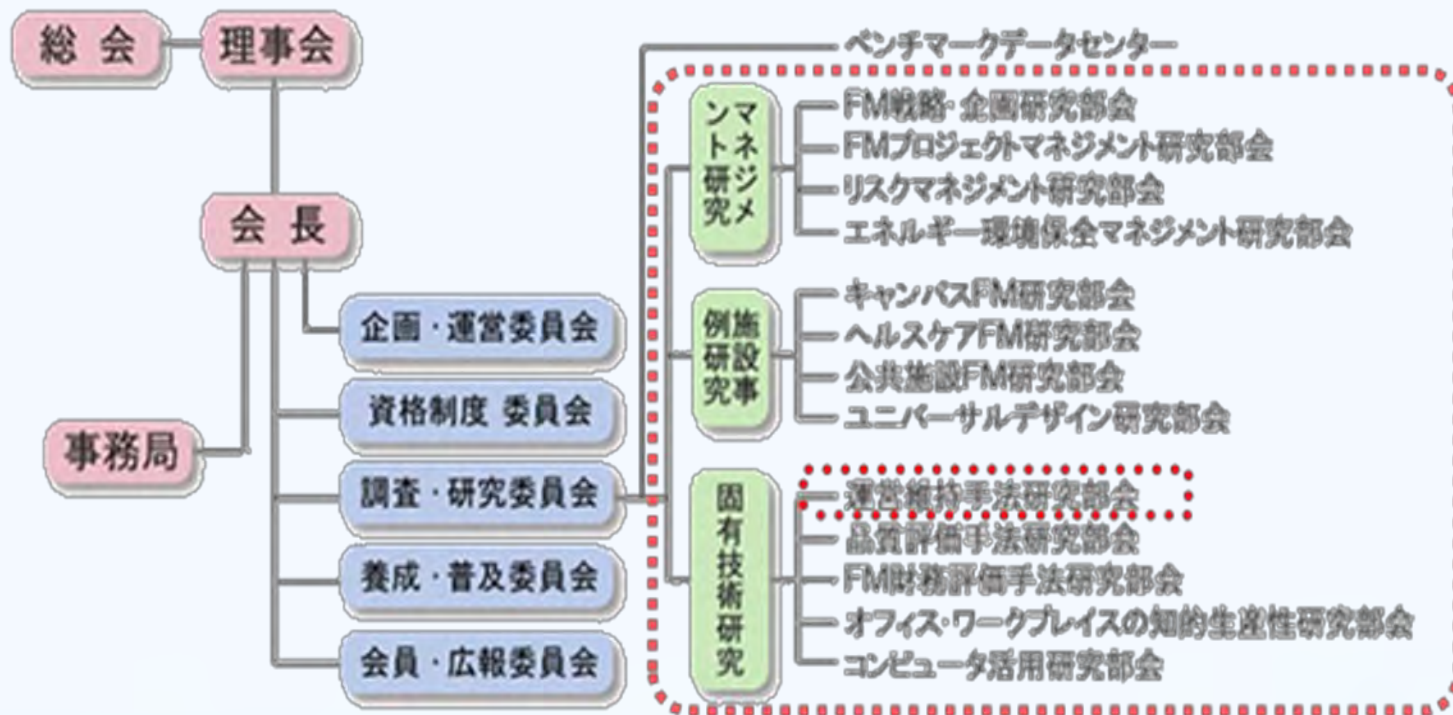 総 会
理事会
会 長
事務局
企画・運営委員会
資格制度 委員会
調査・研究委員会
養成・普及委員会
会員・広報委員会
ベンチマークデータセンター
マネジメ
ント研究
FM戦略・企画研究部会
FMプロジェクトマネジメント研究部会
リスクマネジメント研究部会
エネルギー環境保全マネジメント研究部会
施設事
例研究
キャンパスFM研究部会
ヘルスケアFM研究部会
公共施設FM研究部会
ユニバーサルデザイン研究部会
固有技術研究
運営維持手法研究部会
品質評価手法研究部会
FM財務評価手法研究部会
オフィス・ワークプレイスの知的生産性研究部会
コンピュータ活用研究部会